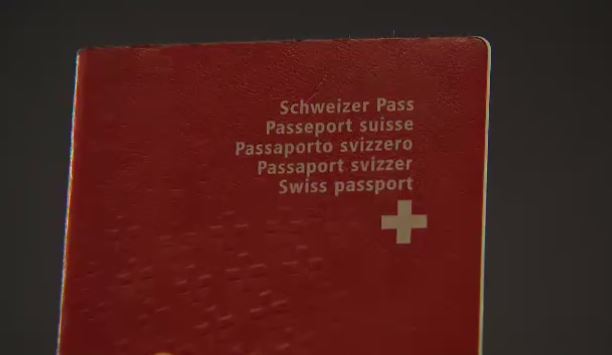 Schweizer Pass
Passeport suisse
Passaporto svizzero
Passaport svizzer
Swiss passport